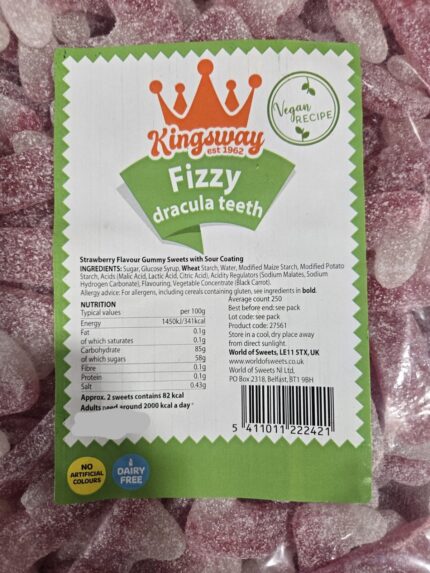 Vegan
RECIPE
Kingsway
est 1962
Fizzy
dracula teeth
Strawberry Flavour Gummy Sweets with Sour Coating
INGREDIENTS: Sugar, Glucose Syrup, Wheat Starch, Water, Modified Maize Starch, Modified Potato
Starch, Acids (Malic Acid, Lactic Acid, Citric Acid), Acidity Regulators (Sodium Malates, Sodium
Hydrogen Carbonate), Flavouring, Vegetable Concentrate (Black Carrot).
Allergy advice: For allergens, including cereals containing gluten, see ingredients in bold.
NUTRITION
Typical values per 100g
Energy 1450kJ/341kcal
Fat 0.1g
of which saturates 0.1g
Carbohydrate 85g
of which sugars 58g
Fibre 0.1g
Protein 0.1g
Salt 0.43g
Approx. 2 sweets contains 82 kcal
Adults need around 2000 kcal a day
Average count 250
Best before end: see pack
Lot code: see pack
Product code: 27561
Store in a cool, dry place away
from direct sunlight.
World of Sweets, LE11 5TX, UK
www.worldofsweets.co.uk
World of Sweets NI Ltd,
PO Box 2318, Belfast, BT1 9BH
5 411011 222421
NO
ARTIFICIAL
COLOURS
DAIRY
FREE